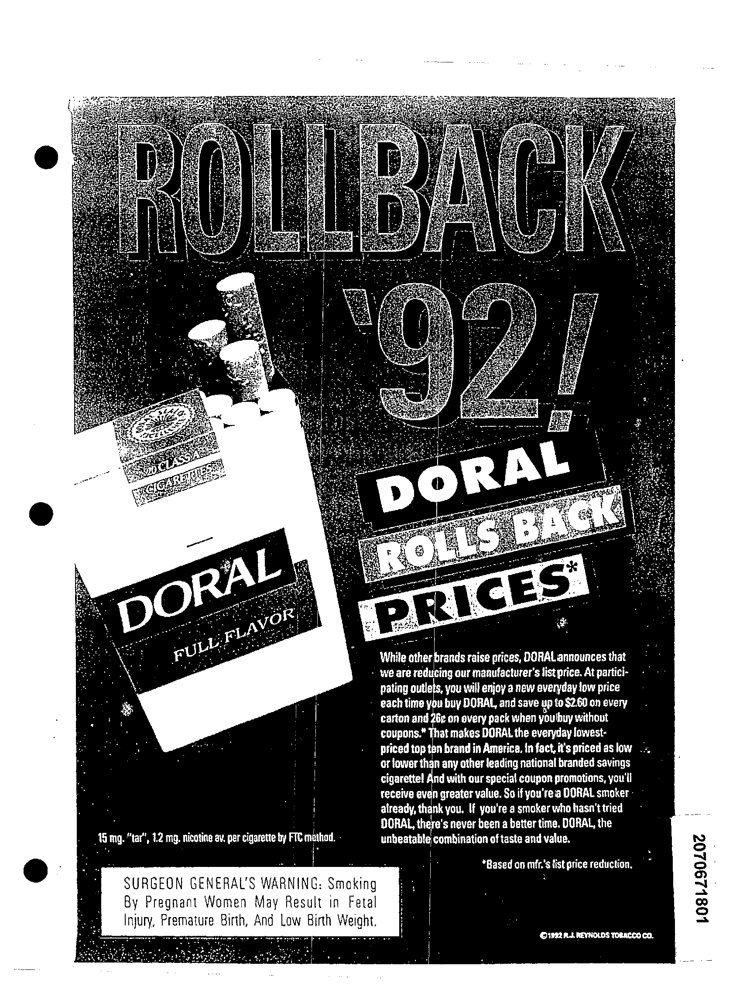 ROLLBACK
'92!
20 CLASS A
CIGARETTES
DORAL
FULL FLAVOR
DORAL
ROLLS BACK
PRICES*
While other brands raise prices, DORAL announces that
we are reducing our manufacturer's list price. At partici-
pating outlets, you will enjoy a new everyday low price
each time you buy DORAL, and save up to $2.60 on every
carton and 26¢ on every pack when you buy without
coupons.* That makes DORAL the everyday lowest-
priced top ten brand in America. In fact, it's priced as low
or lower than any other leading national branded savings
cigarette! And with our special coupon promotions, you'll
receive even greater value. So if you're a DORAL smoker
already, thank you. If you're a smoker who hasn't tried
DORAL, there's never been a better time. DORAL, the
unbeatable combination of taste and value.
*Based on mfr.'s list price reduction.
15 mg. "tar", 1.2 mg. nicotine av. per cigarette by FTC method.
SURGEON GENERAL'S WARNING: Smoking
By Pregnant Women May Result in Fetal
Injury, Premature Birth, And Low Birth Weight.
©1992 R.J. REYNOLDS TOBACCO CO.
2070671801